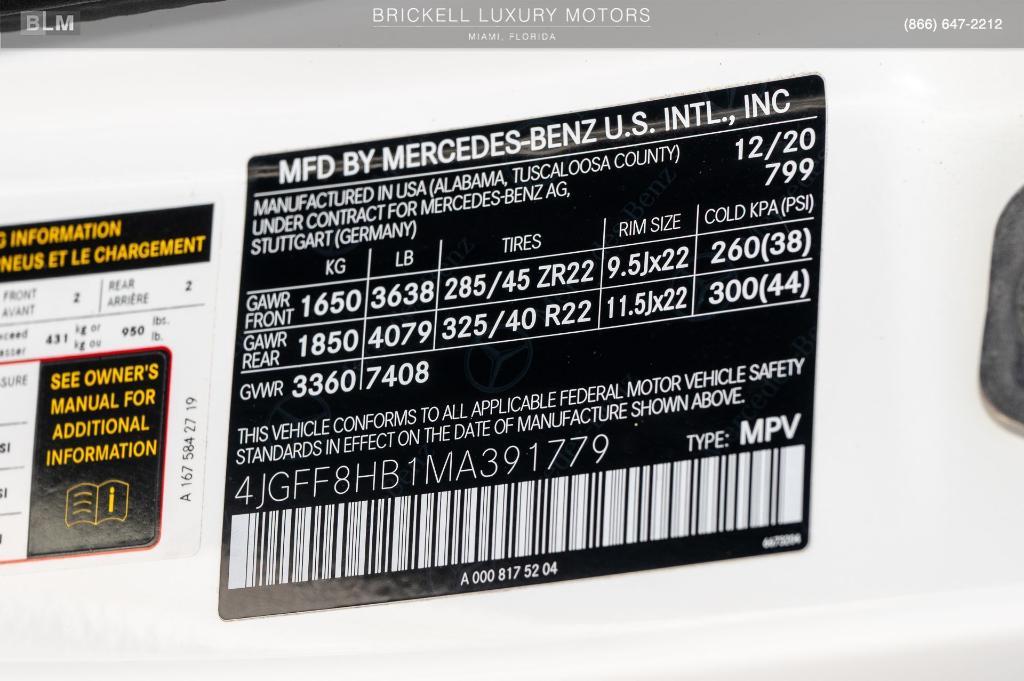 BLM
BRICKELL LUXURY MOTORS
MIAMI, FLORIDA
(866) 647-2212
MFD BY MERCEDES-BENZ U.S. INTL., INC
MANUFACTURED IN USA (ALABAMA, TUSCALOOSA COUNTY) 12/20
UNDER CONTRACT FOR MERCEDES-BENZ AG, 799
STUTTGART (GERMANY)
KG LB TIRES RIM SIZE COLD KPA (PSI)
GAWR FRONT 1650 3638 285/45 ZR22 9.5Jx22 260(38)
GAWR REAR 1850 4079 325/40 R22 11.5Jx22 300(44)
GVWR 3360 7408
THIS VEHICLE CONFORMS TO ALL APPLICABLE FEDERAL MOTOR VEHICLE SAFETY
STANDARDS IN EFFECT ON THE DATE OF MANUFACTURE SHOWN ABOVE.
4JGFF8HB1MA391779 TYPE: MPV
A 000 817 52 04
INFORMATION
PNEUS ET LE CHARGEMENT
FRONT 2 REAR 2
AVANT ARRIÈRE
431 kg or 950 lbs.
kg ou lb.
SEE OWNER'S
MANUAL FOR
ADDITIONAL
INFORMATION
A 167 584 27 19